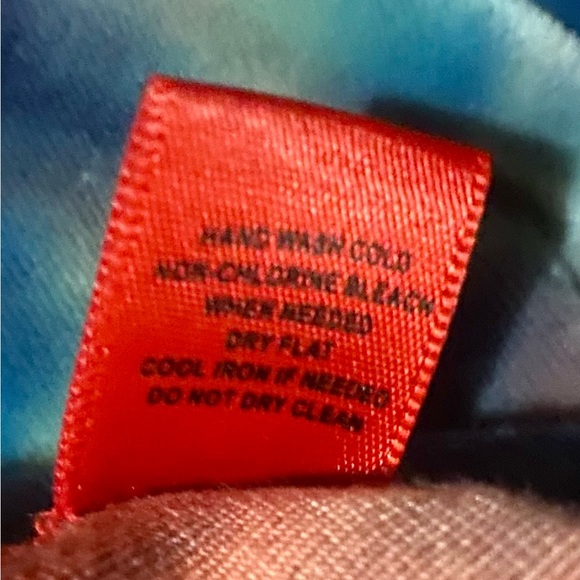 HAND WASH COLD
NON-CHLORINE BLEACH
WHEN NEEDED
DRY FLAT
COOL IRON IF NEEDED
DO NOT DRY CLEAN